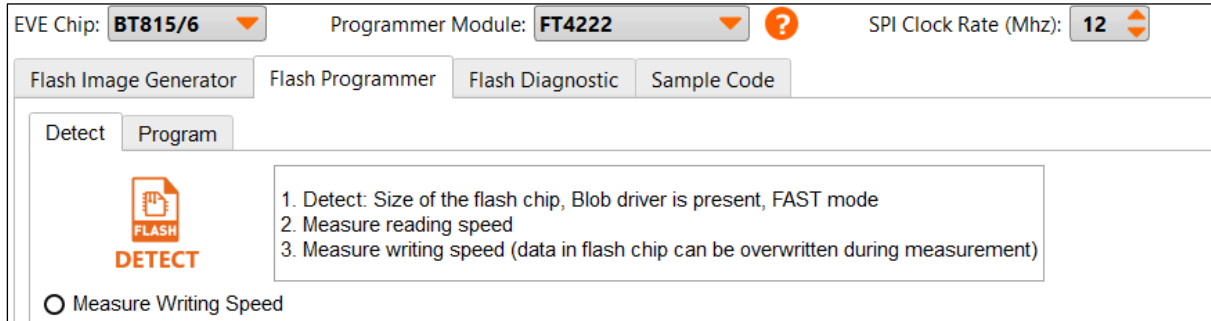 EVE Chip: BT815/6 Programmer Module: FT4222 ? SPI Clock Rate (Mhz): 12
Flash Image Generator Flash Programmer Flash Diagnostic Sample Code
Detect Program
FLASH
DETECT
1. Detect: Size of the flash chip, Blob driver is present, FAST mode
2. Measure reading speed
3. Measure writing speed (data in flash chip can be overwritten during measurement)
Measure Writing Speed